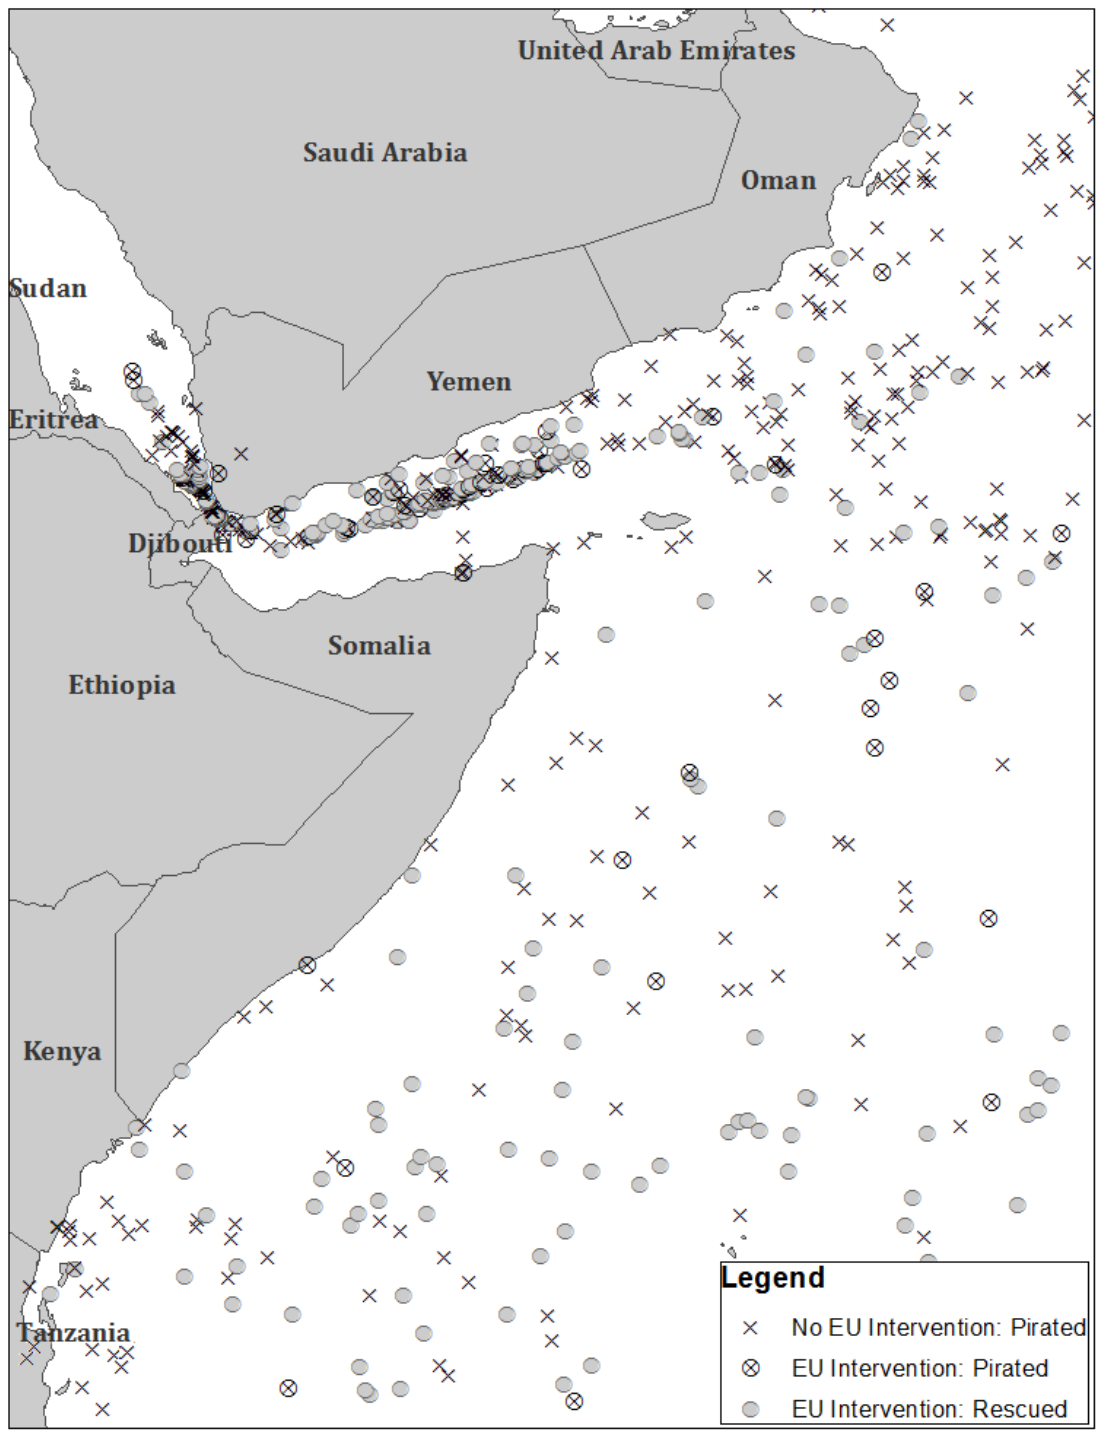 United Arab Emirates
Saudi Arabia
Oman
Sudan
Yemen
Eritrea
Djibouti
Somalia
Ethiopia
Kenya
Tanzania
Legend
No EU Intervention: Pirated
EU Intervention: Pirated
EU Intervention: Rescued